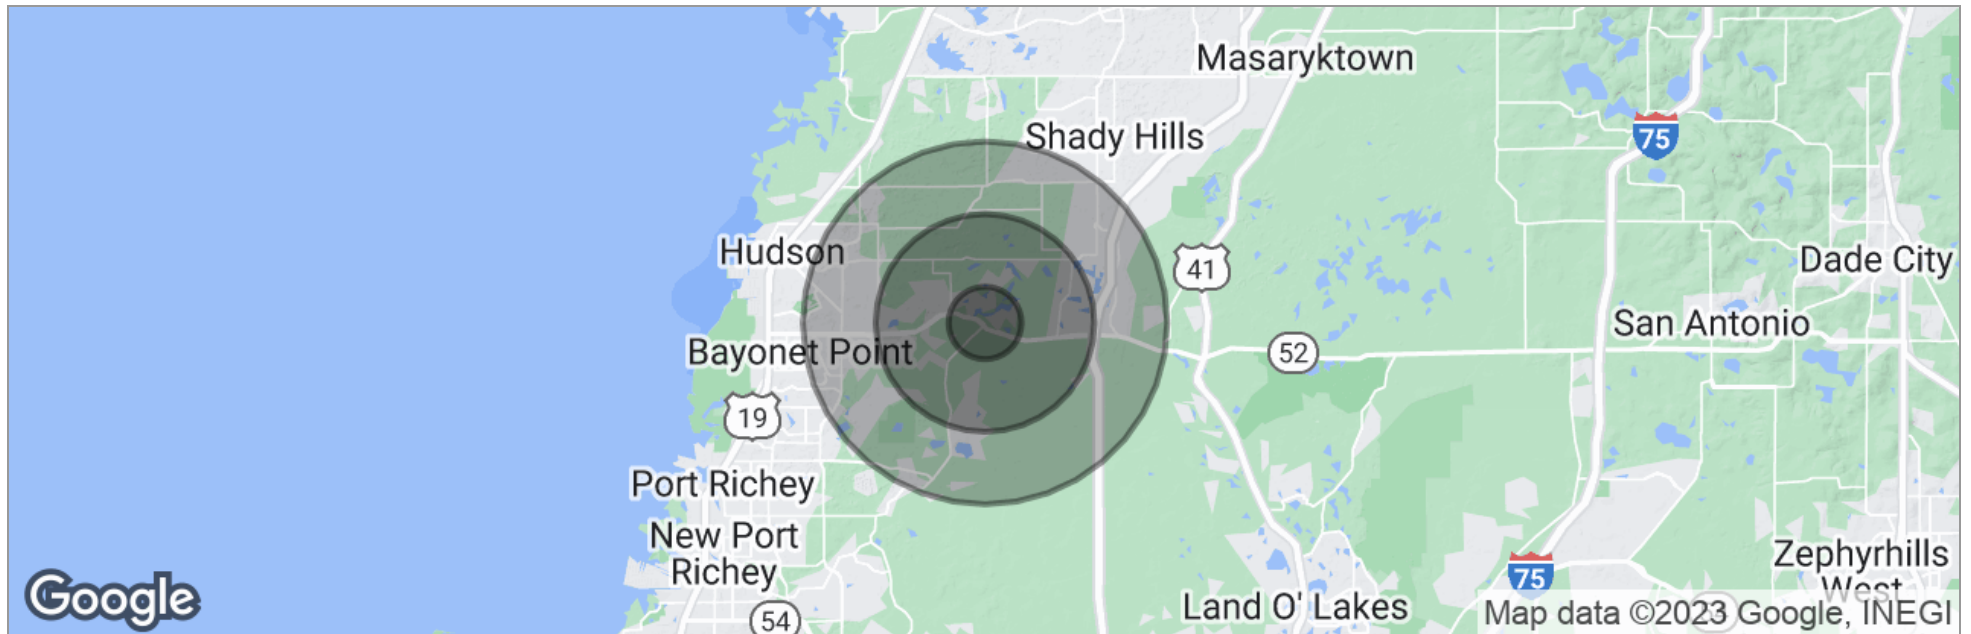 Masaryktown
Shady Hills
75
Hudson
41
Dade City
San Antonio
Bayonet Point
52
19
Port Richey
New Port
Richey
Zephyrhills
West
75
Google
Land O' Lakes
54
Map data ©2023 Google, INEGI